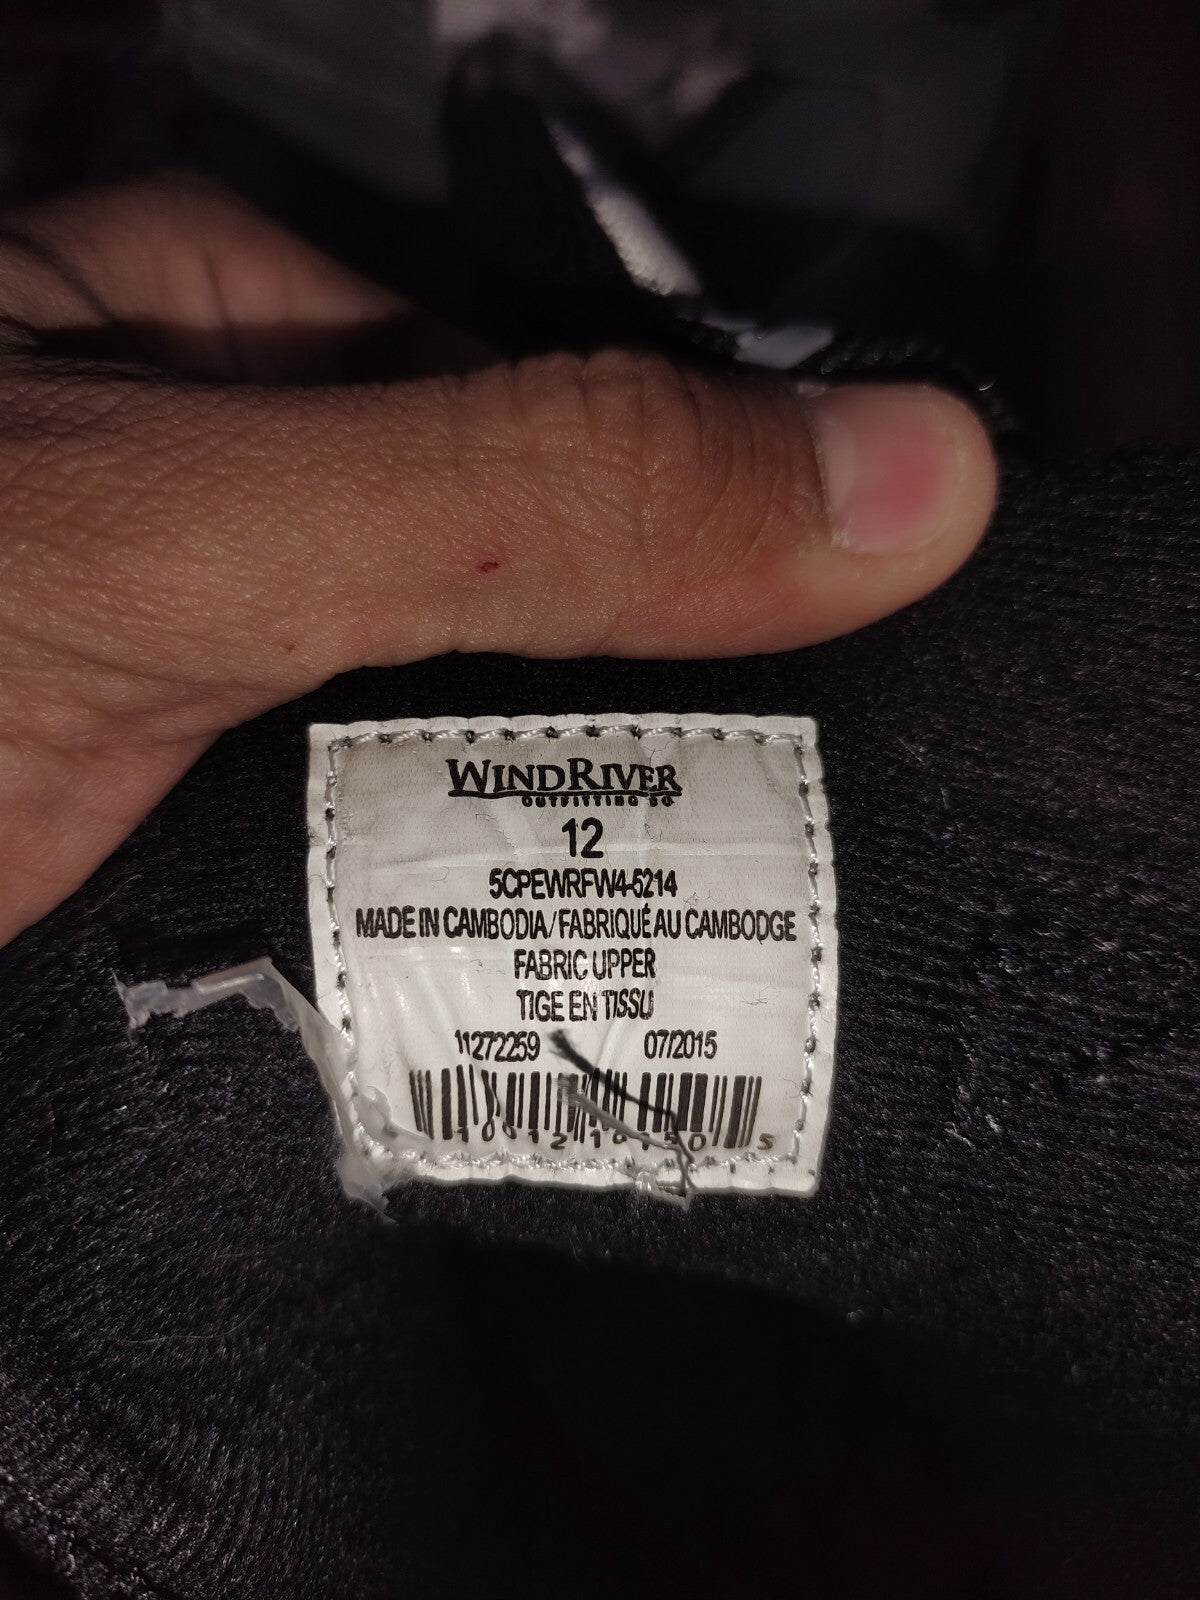 WINDRIVER
OUTFITTING CO
12
5CPEWRFW4-5214
MADE IN CAMBODIA/FABRIQUÉ AU CAMBODGE
FABRIC UPPER
TIGE EN TISSU
11272259 07/2015